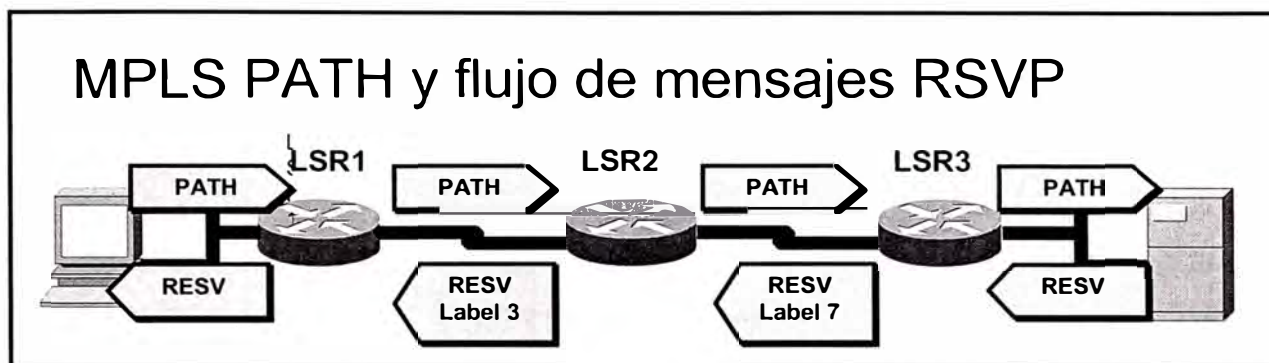 MPLS PATH y flujo de mensajes RSVP
LSR1
LSR2
LSR3
PATH
PATH
PATH
PATH
RESV
RESV
Label 3
RESV
Label 7
RESV